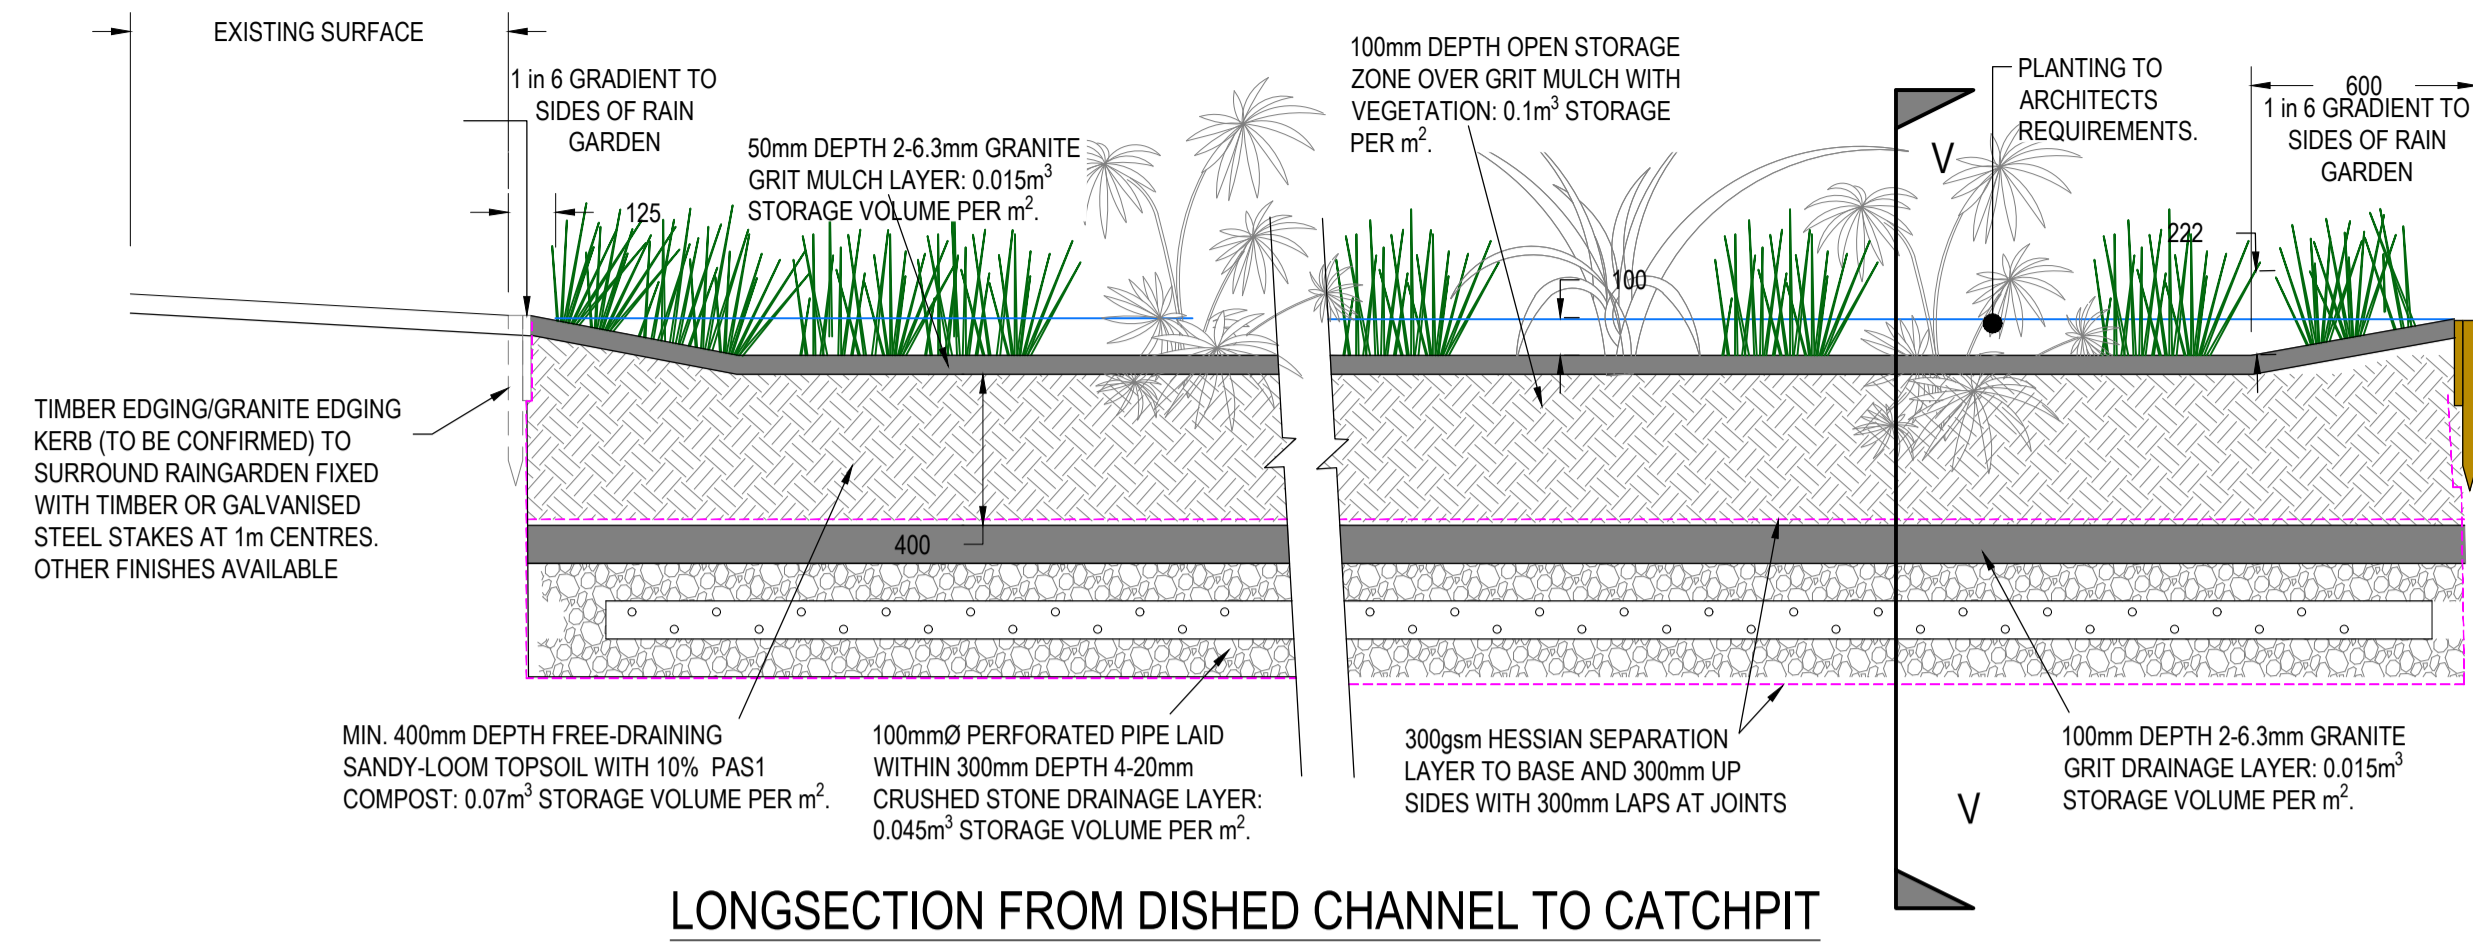 EXISTING SURFACE
1 in 6 GRADIENT TO
SIDES OF RAIN
GARDEN
125
50mm DEPTH 2-6.3mm GRANITE
GRIT MULCH LAYER: 0.015m³
STORAGE VOLUME PER m².
100mm DEPTH OPEN STORAGE
ZONE OVER GRIT MULCH WITH
VEGETATION: 0.1m³ STORAGE
PER m².
PLANTING TO
ARCHITECTS
REQUIREMENTS.
V
600
1 in 6 GRADIENT TO
SIDES OF RAIN
GARDEN
222
100
TIMBER EDGING/GRANITE EDGING
KERB (TO BE CONFIRMED) TO
SURROUND RAINGARDEN FIXED
WITH TIMBER OR GALVANISED
STEEL STAKES AT 1m CENTRES.
OTHER FINISHES AVAILABLE
400
MIN. 400mm DEPTH FREE-DRAINING
SANDY-LOOM TOPSOIL WITH 10% PAS1
COMPOST: 0.07m³ STORAGE VOLUME PER m².
100mmØ PERFORATED PIPE LAID
WITHIN 300mm DEPTH 4-20mm
CRUSHED STONE DRAINAGE LAYER:
0.045m³ STORAGE VOLUME PER m².
300gsm HESSIAN SEPARATION
LAYER TO BASE AND 300mm UP
SIDES WITH 300mm LAPS AT JOINTS
V
100mm DEPTH 2-6.3mm GRANITE
GRIT DRAINAGE LAYER: 0.015m³
STORAGE VOLUME PER m².
LONGSECTION FROM DISHED CHANNEL TO CATCHPIT